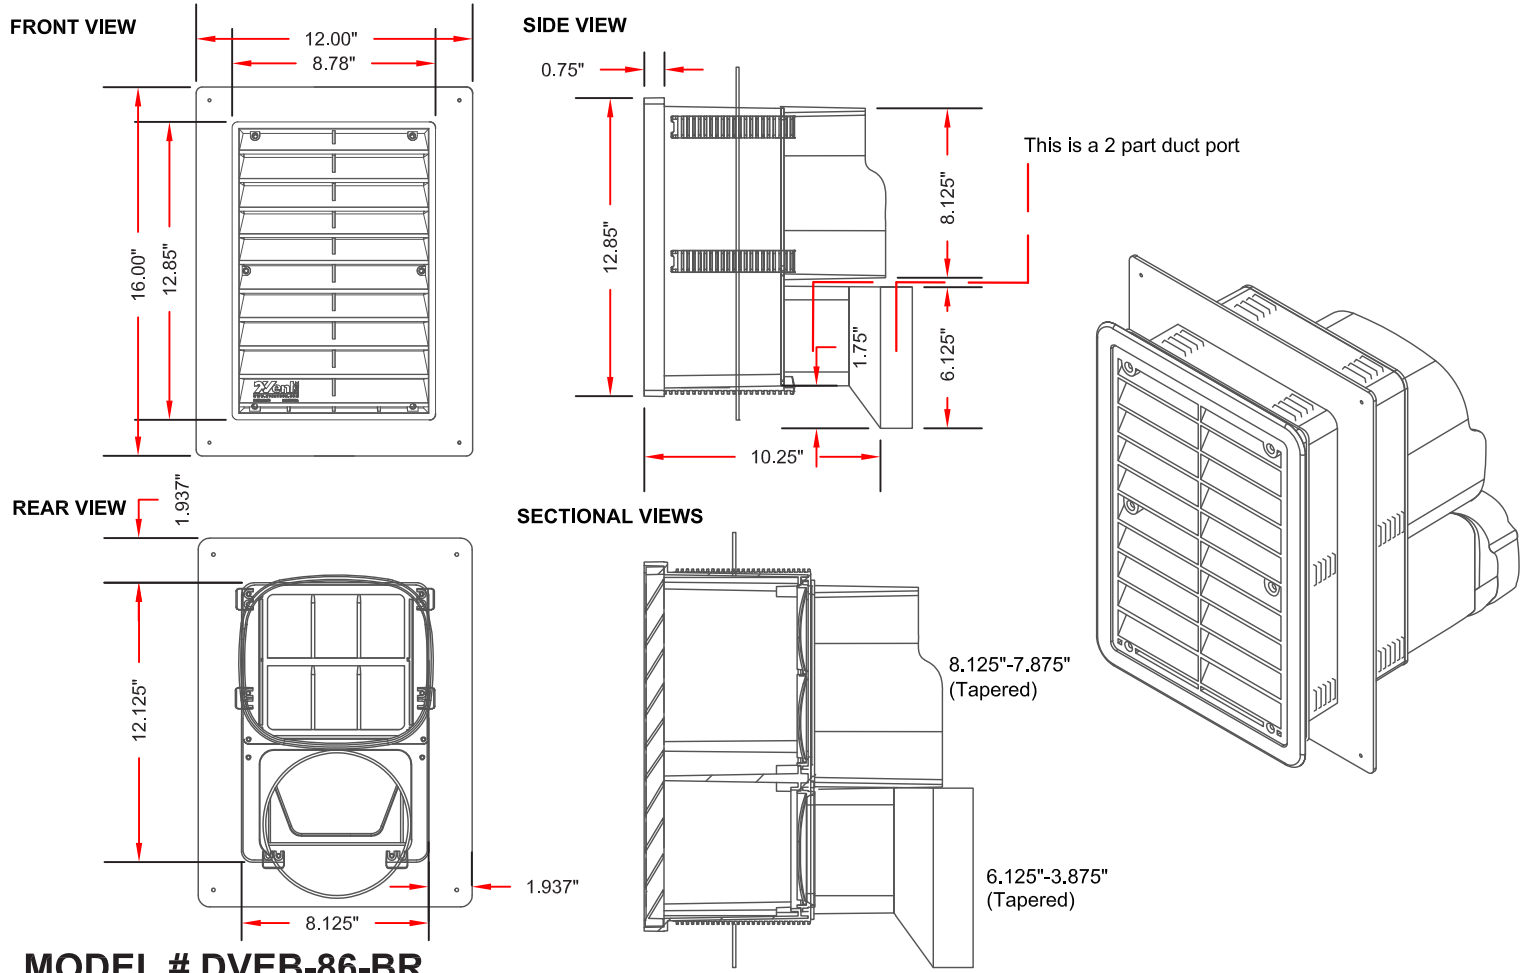 FRONT VIEW
12.00"
8.78"
16.00"
12.85"
SIDE VIEW
0.75"
12.85"
8.125"
6.125"
1.75"
10.25"
This is a 2 part duct port
REAR VIEW
1.937"
12.125"
8.125"
1.937"
SECTIONAL VIEWS
8.125"-7.875"
(Tapered)
6.125"-3.875"
(Tapered)
MODEL # DVEB-86-BR